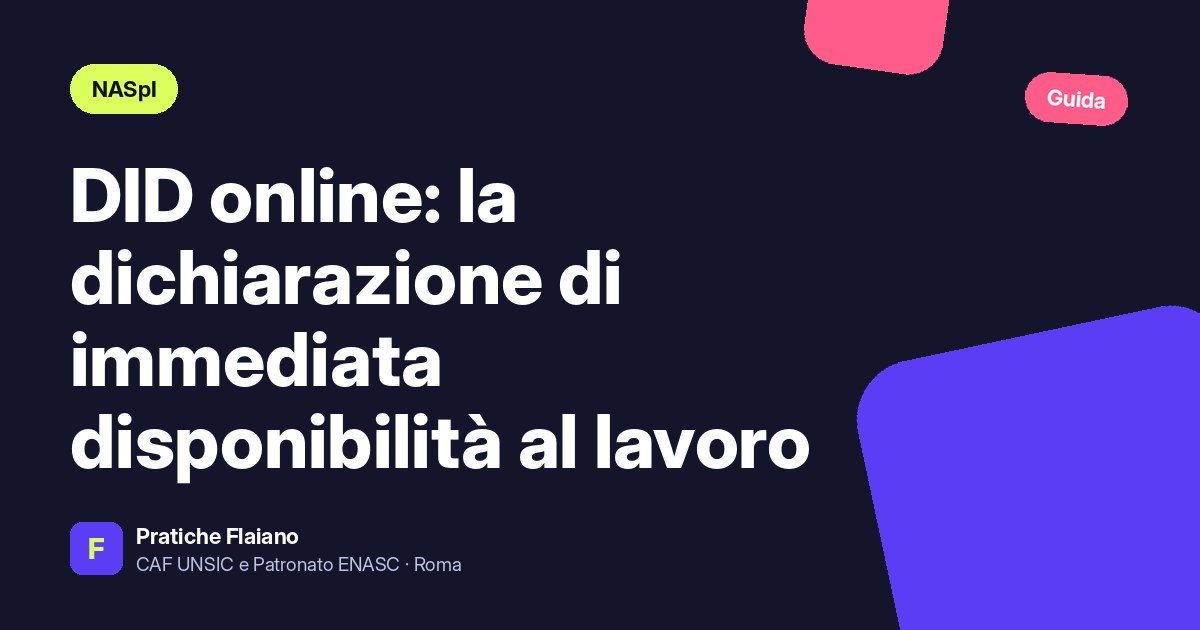 NASpI
Guida
DID online: la
dichiarazione di
immediata
disponibilità al lavoro
F
Pratiche Flaiano
CAF UNSIC e Patronato ENASC · Roma